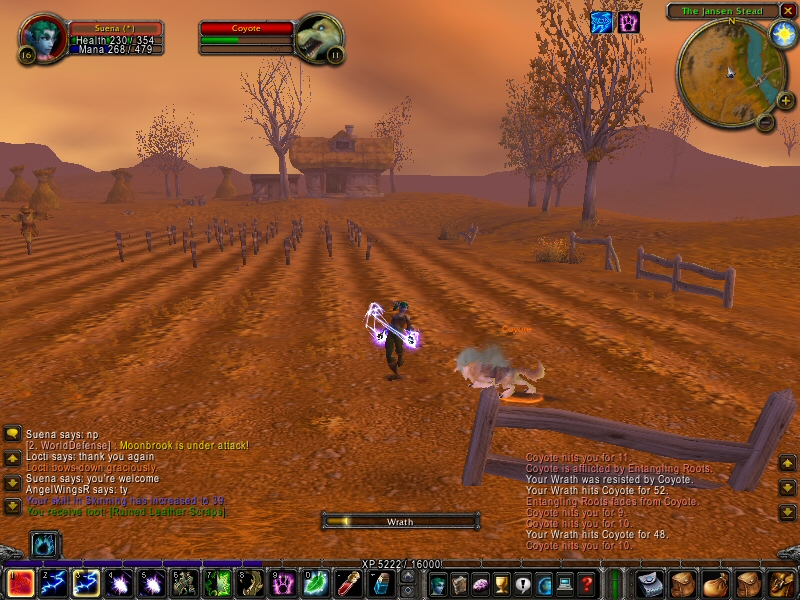 Suena (*)
Health 230 / 354
Mana 268 / 479
16
Coyote
11
The Jansen Stead
N
Suena says: np
[2. WorldDefense] : Moonbrook is under attack!
Locti says: thank you again
Locti bows down graciously.
Suena says: you're welcome
AngelWingsR says: ty
Your skill in Skinning has increased to 39.
You receive loot: [Ruined Leather Scraps].
Coyote hits you for 11.
Coyote is afflicted by Entangling Roots.
Your Wrath was resisted by Coyote.
Your Wrath hits Coyote for 52.
Entangling Roots fades from Coyote.
Coyote hits you for 9.
Coyote hits you for 10.
Your Wrath hits Coyote for 48.
Coyote hits you for 10.
Wrath
XP 5222 / 16000